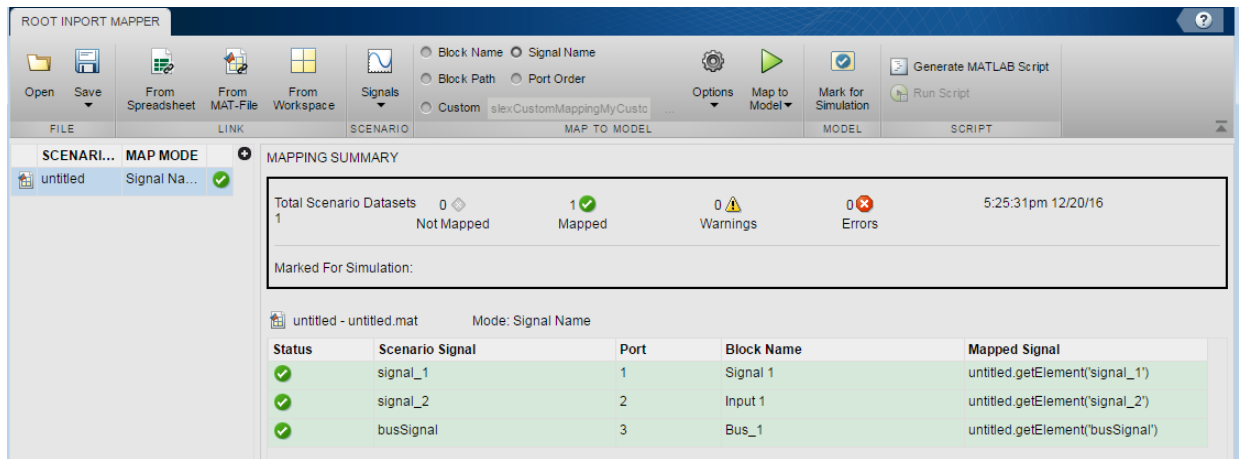 ROOT INPORT MAPPER
?
Block Name Signal Name
Block Path Port Order
Custom slexCustomMappingMyCusto ...
Open Save From Spreadsheet From MAT-File From Workspace Signals Options Map to Model Mark for Simulation
Generate MATLAB Script
Run Script
FILE LINK SCENARIO MAP TO MODEL MODEL SCRIPT
SCENARI... MAP MODE
untitled Signal Na...
MAPPING SUMMARY
Total Scenario Datasets 0 1 0 0 5:25:31pm 12/20/16
1 Not Mapped Mapped Warnings Errors
Marked For Simulation:
untitled - untitled.mat Mode: Signal Name
Status Scenario Signal Port Block Name Mapped Signal
signal_1 1 Signal 1 untitled.getElement('signal_1')
signal_2 2 Input 1 untitled.getElement('signal_2')
busSignal 3 Bus_1 untitled.getElement('busSignal')